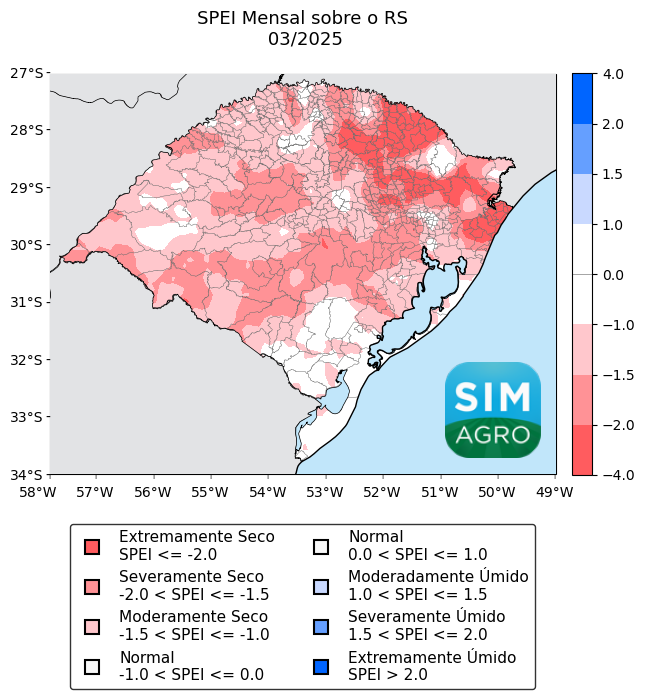 SPEI Mensal sobre o RS
03/2025
27°S
28°S
29°S
30°S
31°S
32°S
33°S
34°S
58°W
57°W
56°W
55°W
54°W
53°W
52°W
51°W
50°W
49°W
4.0
2.0
1.5
1.0
0.0
−1.0
−1.5
−2.0
−4.0
SIM
AGRO
Extremamente Seco
SPEI <= -2.0
Severamente Seco
-2.0 < SPEI <= -1.5
Moderamente Seco
-1.5 < SPEI <= -1.0
Normal
-1.0 < SPEI <= 0.0
Normal
0.0 < SPEI <= 1.0
Moderadamente Úmido
1.0 < SPEI <= 1.5
Severamente Úmido
1.5 < SPEI <= 2.0
Extremamente Úmido
SPEI > 2.0